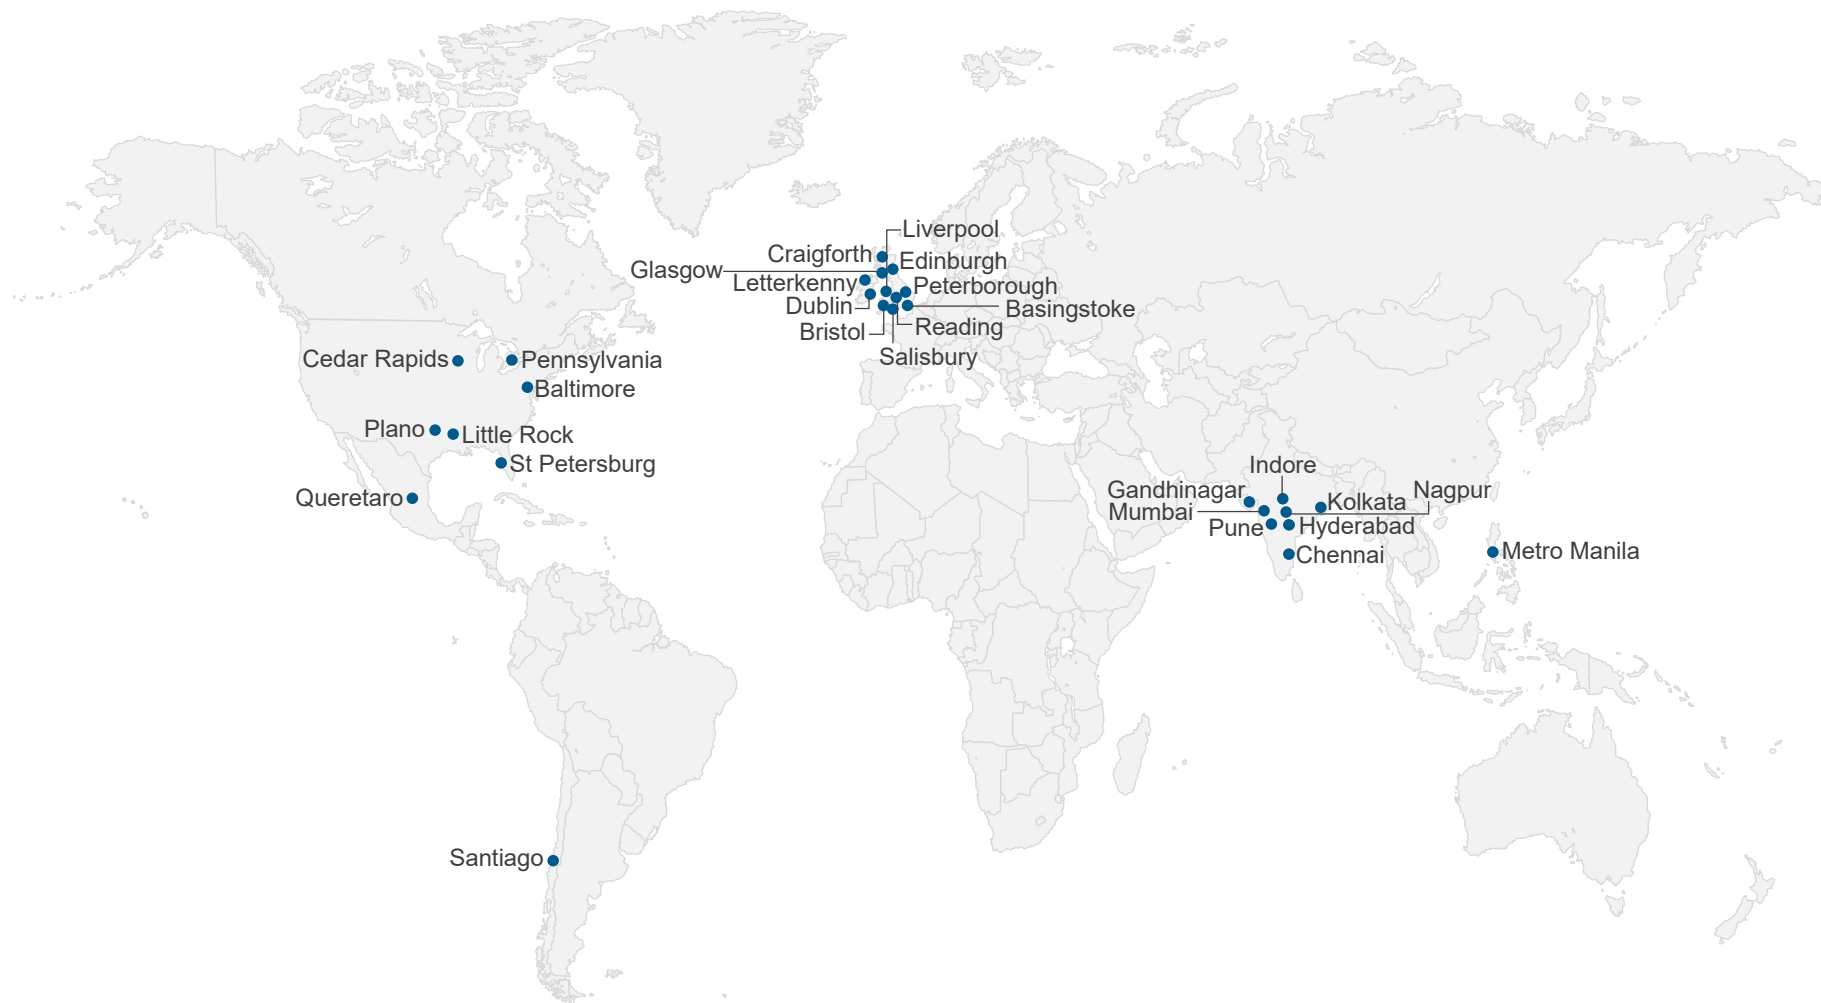 Liverpool
Craigforth
Edinburgh
Glasgow
Letterkenny
Peterborough
Dublin
Basingstoke
Bristol
Reading
Salisbury
Cedar Rapids
Pennsylvania
Baltimore
Plano
Little Rock
St Petersburg
Queretaro
Indore
Gandhinagar
Nagpur
Kolkata
Mumbai
Pune
Hyderabad
Chennai
Metro Manila
Santiago